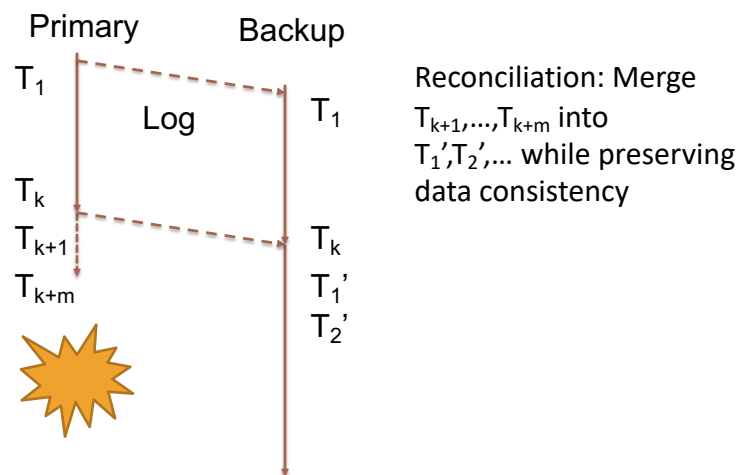 Primary
Backup
T₁
Log
T₁
Tₖ
Tₖ₊₁
Tₖ₊ₘ
Tₖ
T₁’
T₂’
Reconciliation: Merge
Tₖ₊₁,…,Tₖ₊ₘ into
T₁’,T₂’,… while preserving
data consistency